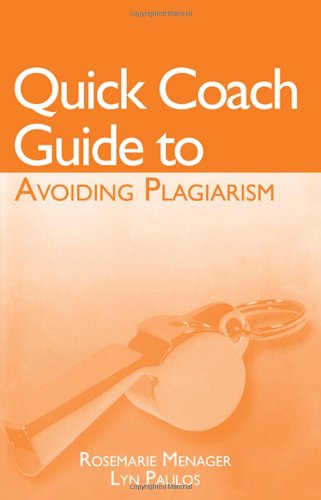 Quick Coach
Guide to
AVOIDING PLAGIARISM
ROSEMARIE MENAGER
LYN PAULOS